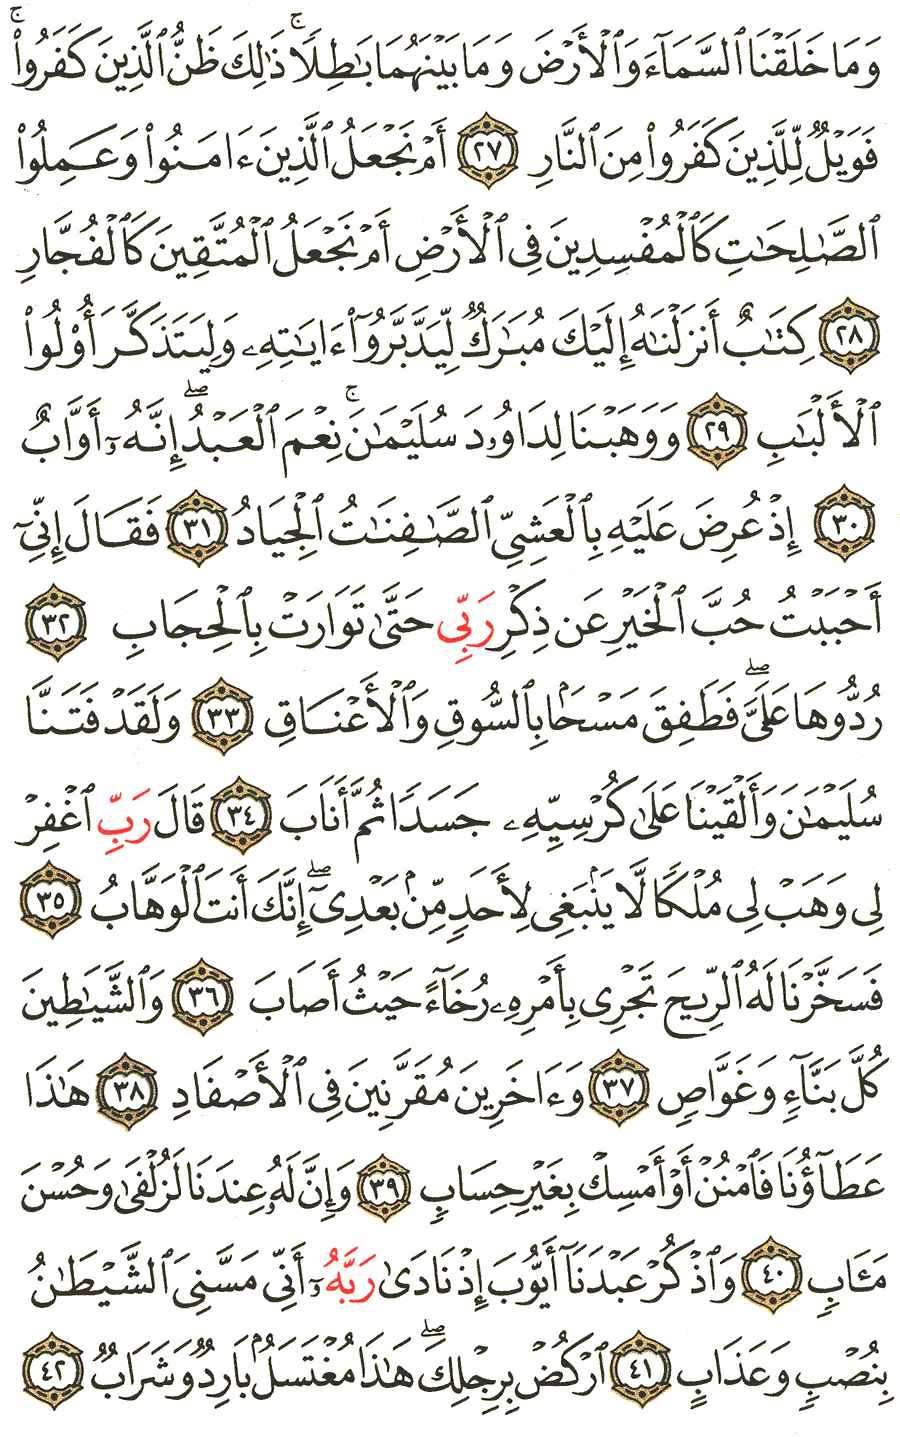 وَمَا خَلَقْنَا ٱلسَّمَآءَ وَٱلْأَرْضَ وَمَا بَيْنَهُمَا بَٰطِلًا ۚ ذَٰلِكَ ظَنُّ ٱلَّذِينَ كَفَرُوا۟ ۚ
فَوَيْلٌ لِّلَّذِينَ كَفَرُوا۟ مِنَ ٱلنَّارِ ٢٧ أَمْ نَجْعَلُ ٱلَّذِينَ ءَامَنُوا۟ وَعَمِلُوا۟
ٱلصَّٰلِحَٰتِ كَٱلْمُفْسِدِينَ فِى ٱلْأَرْضِ أَمْ نَجْعَلُ ٱلْمُتَّقِينَ كَٱلْفُجَّارِ
٢٨ كِتَٰبٌ أَنزَلْنَٰهُ إِلَيْكَ مُبَٰرَكٌ لِّيَدَّبَّرُوٓا۟ ءَايَٰتِهِۦ وَلِيَتَذَكَّرَ أُو۟لُوا۟
ٱلْأَلْبَٰبِ ٢٩ وَوَهَبْنَا لِدَاوُۥدَ سُلَيْمَٰنَ ۚ نِعْمَ ٱلْعَبْدُ ۖ إِنَّهُۥٓ أَوَّابٌ
٣٠ إِذْ عُرِضَ عَلَيْهِ بِٱلْعَشِىِّ ٱلصَّٰفِنَٰتُ ٱلْجِيَادُ ٣١ فَقَالَ إِنِّىٓ
أَحْبَبْتُ حُبَّ ٱلْخَيْرِ عَن ذِكْرِ رَبِّى حَتَّىٰ تَوَارَتْ بِٱلْحِجَابِ ٣٢
رُدُّوهَا عَلَىَّ ۖ فَطَفِقَ مَسْحًۢا بِٱلسُّوقِ وَٱلْأَعْنَاقِ ٣٣ وَلَقَدْ فَتَنَّا
سُلَيْمَٰنَ وَأَلْقَيْنَا عَلَىٰ كُرْسِيِّهِۦ جَسَدًا ثُمَّ أَنَابَ ٣٤ قَالَ رَبِّ ٱغْفِرْ
لِى وَهَبْ لِى مُلْكًا لَّا يَنۢبَغِى لِأَحَدٍ مِّنۢ بَعْدِىٓ ۖ إِنَّكَ أَنتَ ٱلْوَهَّابُ ٣٥
فَسَخَّرْنَا لَهُ ٱلرِّيحَ تَجْرِى بِأَمْرِهِۦ رُخَآءً حَيْثُ أَصَابَ ٣٦ وَٱلشَّيَٰطِينَ
كُلَّ بَنَّآءٍ وَغَوَّاصٍ ٣٧ وَءَاخَرِينَ مُقَرَّنِينَ فِى ٱلْأَصْفَادِ ٣٨ هَٰذَا
عَطَآؤُنَا فَٱمْنُنْ أَوْ أَمْسِكْ بِغَيْرِ حِسَابٍ ٣٩ وَإِنَّ لَهُۥ عِندَنَا لَزُلْفَىٰ وَحُسْنَ
مَـَٔابٍ ٤٠ وَٱذْكُرْ عَبْدَنَآ أَيُّوبَ إِذْ نَادَىٰ رَبَّهُۥٓ أَنِّى مَسَّنِىَ ٱلشَّيْطَٰنُ
بِنُصْبٍ وَعَذَابٍ ٤١ ٱرْكُضْ بِرِجْلِكَ ۖ هَٰذَا مُغْتَسَلٌۢ بَارِدٌ وَشَرَابٌ ٤٢